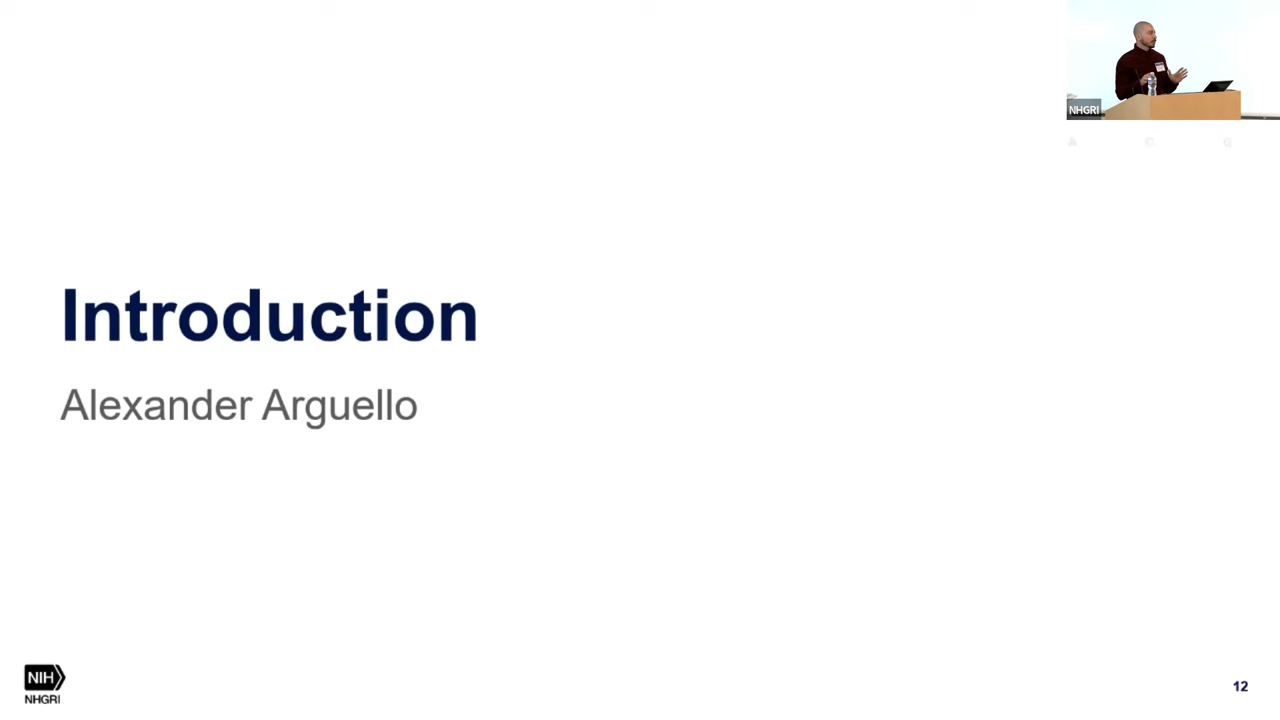 NHGRI
Introduction
Alexander Arguello
NIH
NHGRI
12